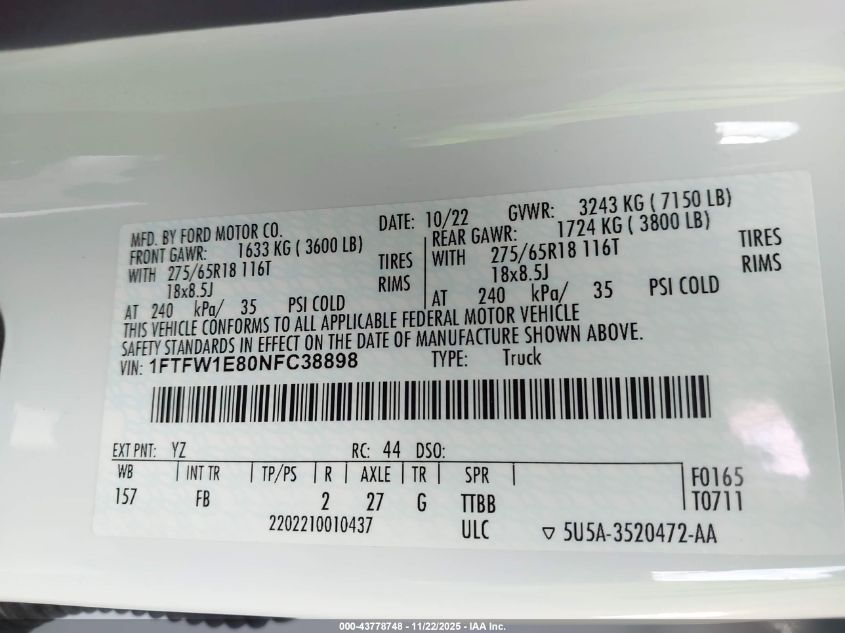 MFD. BY FORD MOTOR CO. DATE: 10/22 GVWR: 3243 KG ( 7150 LB)
FRONT GAWR: 1633 KG ( 3600 LB) REAR GAWR: 1724 KG ( 3800 LB)
WITH 275/65R18 116T TIRES WITH 275/65R18 116T TIRES
18x8.5J RIMS 18x8.5J RIMS
AT 240 kPa/ 35 PSI COLD AT 240 kPa/ 35 PSI COLD
THIS VEHICLE CONFORMS TO ALL APPLICABLE FEDERAL MOTOR VEHICLE
SAFETY STANDARDS IN EFFECT ON THE DATE OF MANUFACTURE SHOWN ABOVE.
VIN: 1FTFW1E80NFC38898 TYPE: Truck
EXT PNT: YZ RC: 44 DSO:
WB INT TR TP/PS R AXLE TR SPR F0165
157 FB 2 27 G TTBB T0711
2202210010437 ULC ▽ 5U5A-3520472-AA
000-43778748 - 11/22/2025 - IAA Inc.